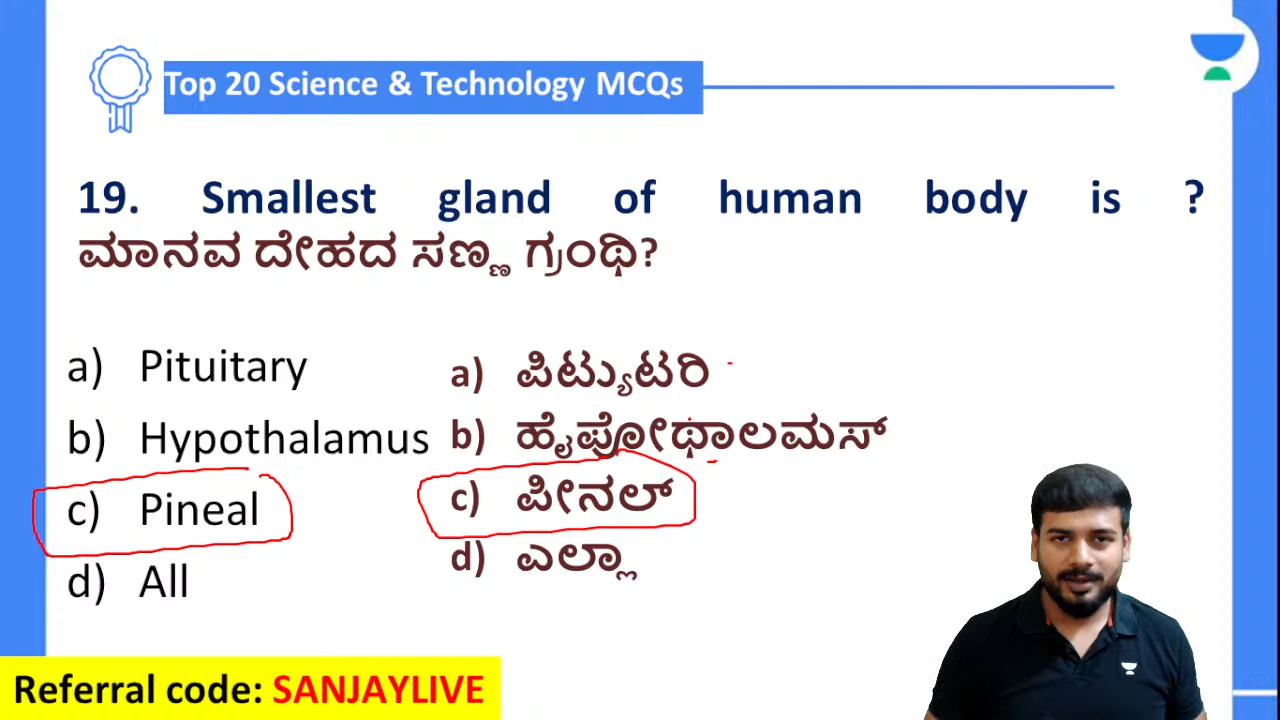 Top 20 Science & Technology MCQs
19. Smallest gland of human body is ?
ಮಾನವ ದೇಹದ ಸಣ್ಣ ಗ್ರಂಥಿ?
a) Pituitary
b) Hypothalamus
c) Pineal
d) All
a) ಪಿಟ್ಯುಟರಿ
b) ಹೈಪ್ರೋಥಾಲಮಸ್
c) ಪೀನಲ್
d) ಎಲ್ಲಾ
Referral code: SANJAYLIVE